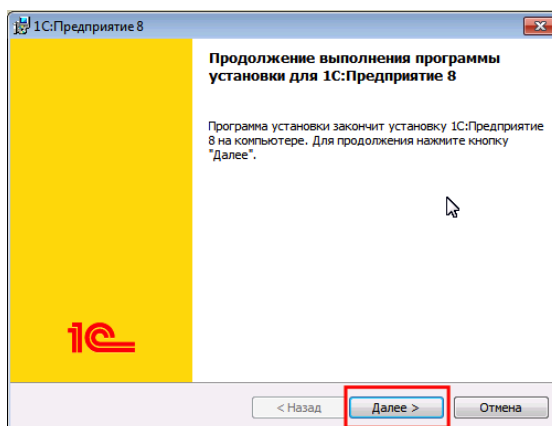 1С:Предприятие 8
Продолжение выполнения программы
установки для 1С:Предприятие 8
Программа установки закончит установку 1С:Предприятие
8 на компьютере. Для продолжения нажмите кнопку
"Далее".
1С
< Назад
Далее >
Отмена